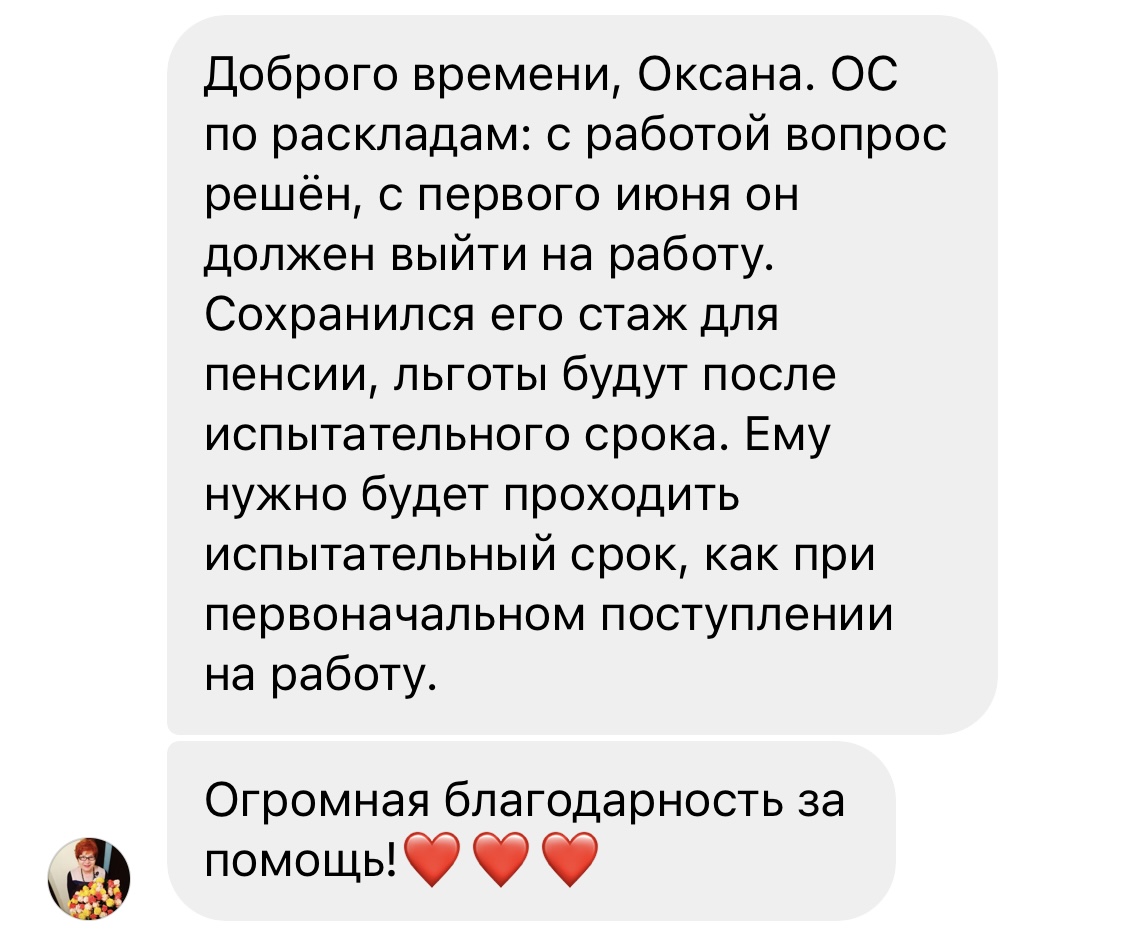 Доброго времени, Оксана. ОС
по раскладам: с работой вопрос
решён, с первого июня он
должен выйти на работу.
Сохранился его стаж для
пенсии, льготы будут после
испытательного срока. Ему
нужно будет проходить
испытательный срок, как при
первоначальном поступлении
на работу.
Огромная благодарность за
помощь!❤️❤️❤️